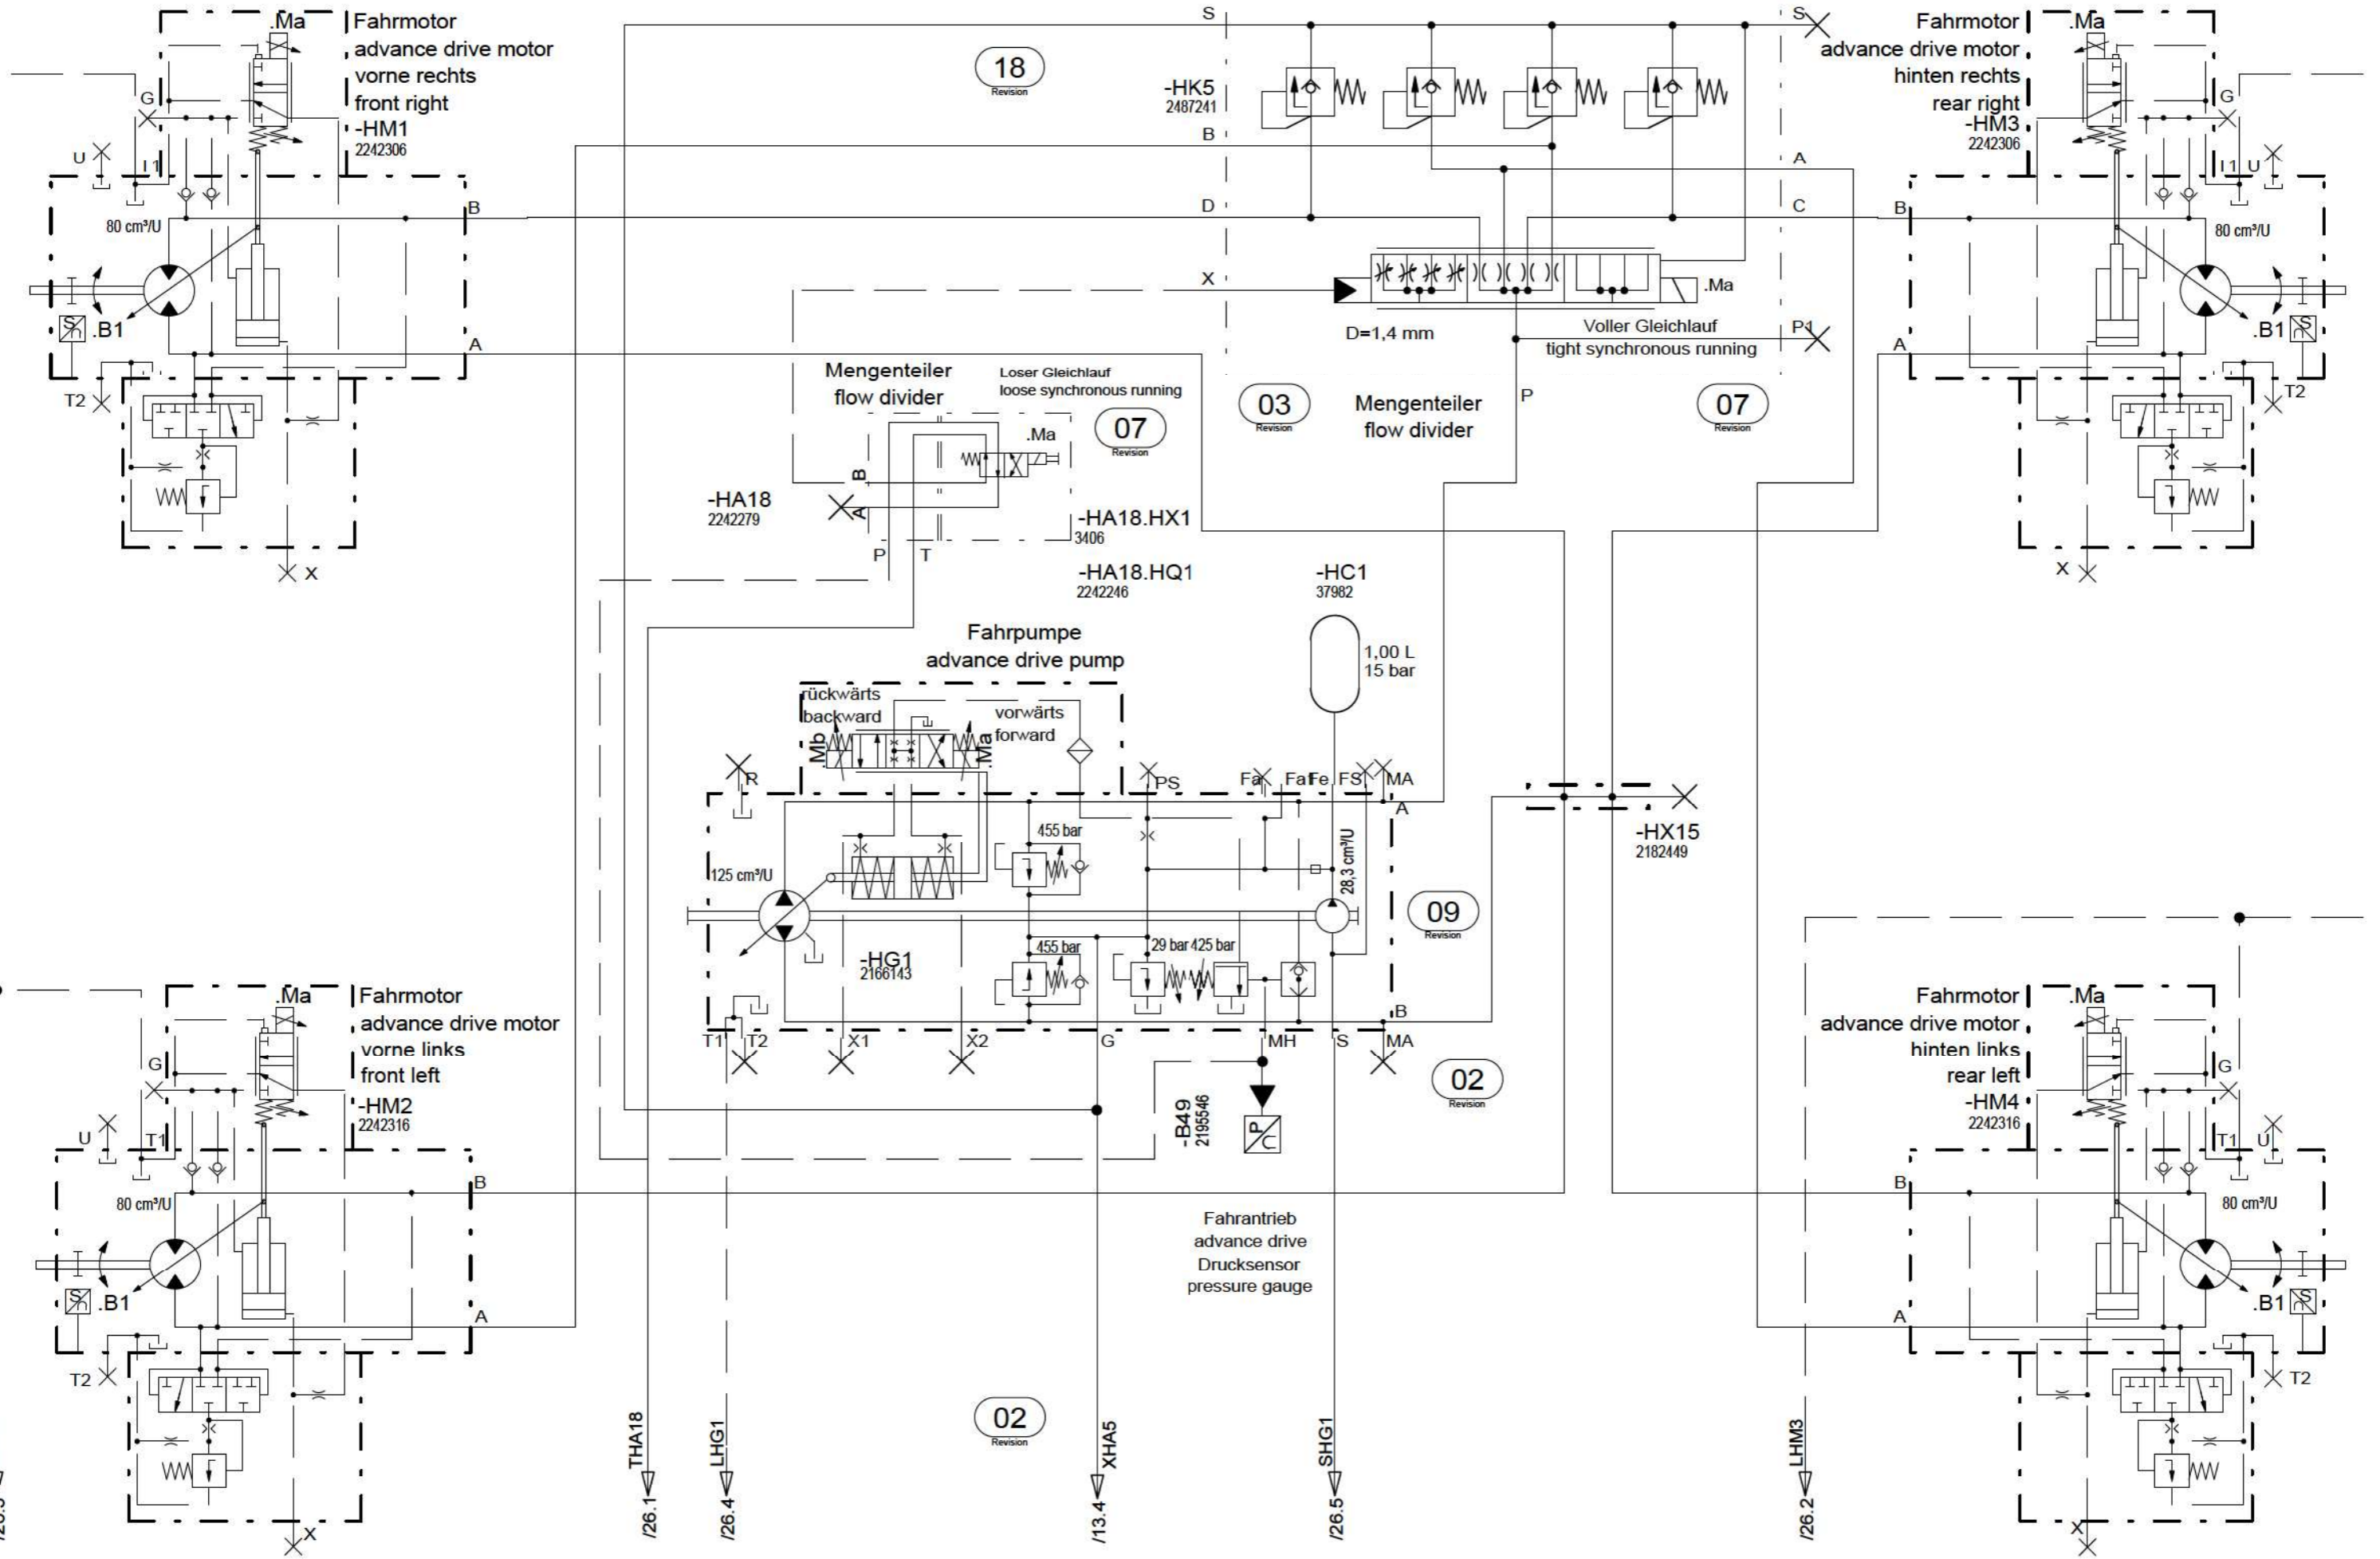 .Ma
Fahrmotor
advance drive motor
vorne rechts
front right
-HM1
2242306
G
U
I1
80 cm³/U
B
A
.B1
T2
X
S
18
Revision
-HK5
2487241
B
D
X
S
A
C
.Ma
D=1,4 mm
Voller Gleichlauf
tight synchronous running
P1
P
03
Revision
Mengenteiler
flow divider
07
Revision
Mengenteiler
flow divider
Loser Gleichlauf
loose synchronous running
07
Revision
.Ma
B
A
-HA18
2242279
P
T
-HA18.HX1
3406
-HA18.HQ1
2242246
-HC1
37982
1,00 L
15 bar
Fahrmotor
advance drive motor
hinten rechts
rear right
-HM3
2242306
.Ma
G
I1
U
B
80 cm³/U
A
.B1
T2
X
Fahrpumpe
advance drive pump
rückwärts
backward
vorwärts
forward
.Mb
.Ma
R
PS
Fa
Fa1
Fe
FS
MA
A
455 bar
125 cm³/U
28,3 cm³/U
-HG1
2166143
455 bar
29 bar
425 bar
B
T1
T2
X1
X2
G
MH
S
MA
09
Revision
02
Revision
-HX15
2182449
-B49
2195546
P
U
Fahrantrieb
advance drive
Drucksensor
pressure gauge
.Ma
Fahrmotor
advance drive motor
vorne links
front left
-HM2
2242316
G
U
T1
80 cm³/U
B
A
.B1
T2
X
02
Revision
THA18
/26.1
LHG1
/26.4
XHA5
/13.4
SHG1
/26.5
LHM3
/26.2
Fahrmotor
advance drive motor
hinten links
rear left
-HM4
2242316
.Ma
G
T1
U
B
80 cm³/U
A
.B1
T2
X